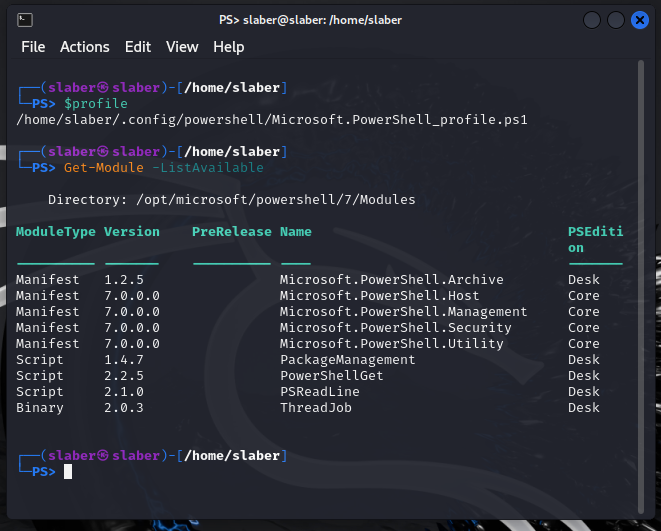 PS> slaber@slaber: /home/slaber
File Actions Edit View Help
┌──(slaber㉿slaber)-[/home/slaber]
└─PS> $profile
/home/slaber/.config/powershell/Microsoft.PowerShell_profile.ps1
┌──(slaber㉿slaber)-[/home/slaber]
└─PS> Get-Module -ListAvailable
Directory: /opt/microsoft/powershell/7/Modules
ModuleType Version PreRelease Name PSEditi
on
---------- ------- ---------- ---- -------
Manifest 1.2.5 Microsoft.PowerShell.Archive Desk
Manifest 7.0.0.0 Microsoft.PowerShell.Host Core
Manifest 7.0.0.0 Microsoft.PowerShell.Management Core
Manifest 7.0.0.0 Microsoft.PowerShell.Security Core
Manifest 7.0.0.0 Microsoft.PowerShell.Utility Core
Script 1.4.7 PackageManagement Desk
Script 2.2.5 PowerShellGet Desk
Script 2.1.0 PSReadLine Desk
Binary 2.0.3 ThreadJob Desk
┌──(slaber㉿slaber)-[/home/slaber]
└─PS>